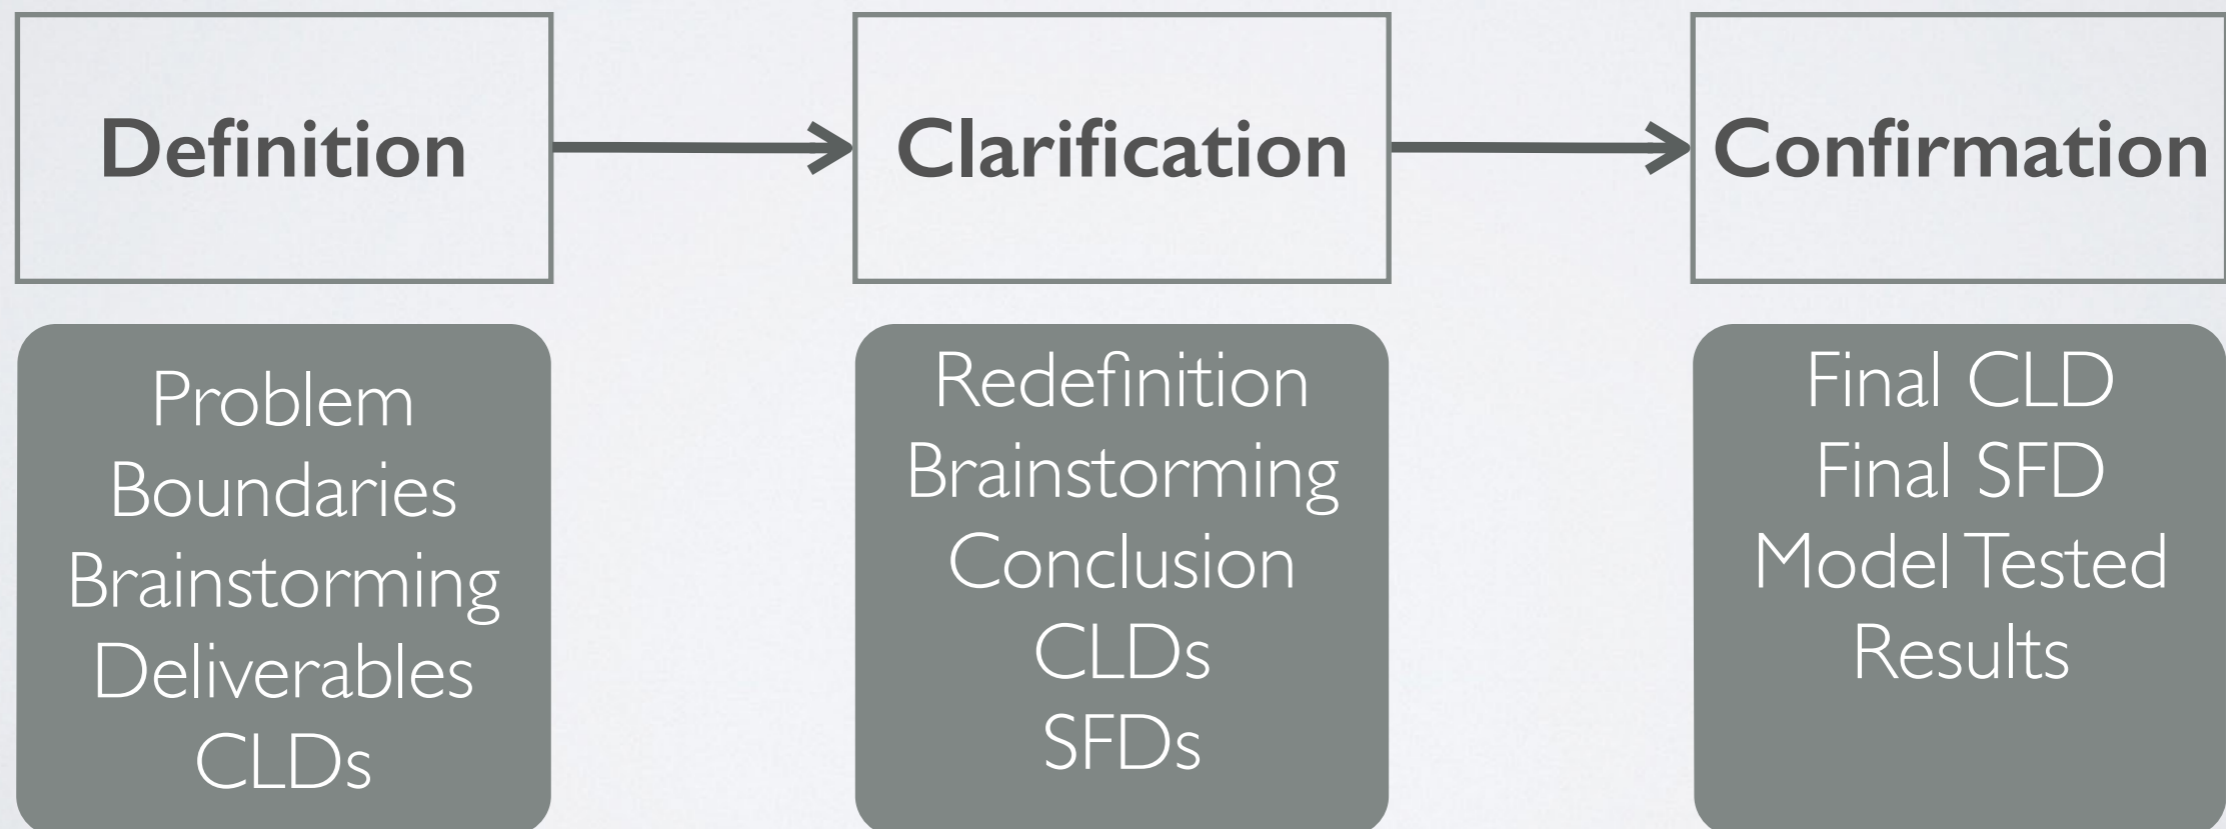 Definition
Clarification
Confirmation
Problem
Boundaries
Brainstorming
Deliverables
CLDs
Redefinition
Brainstorming
Conclusion
CLDs
SFDs
Final CLD
Final SFD
Model Tested
Results